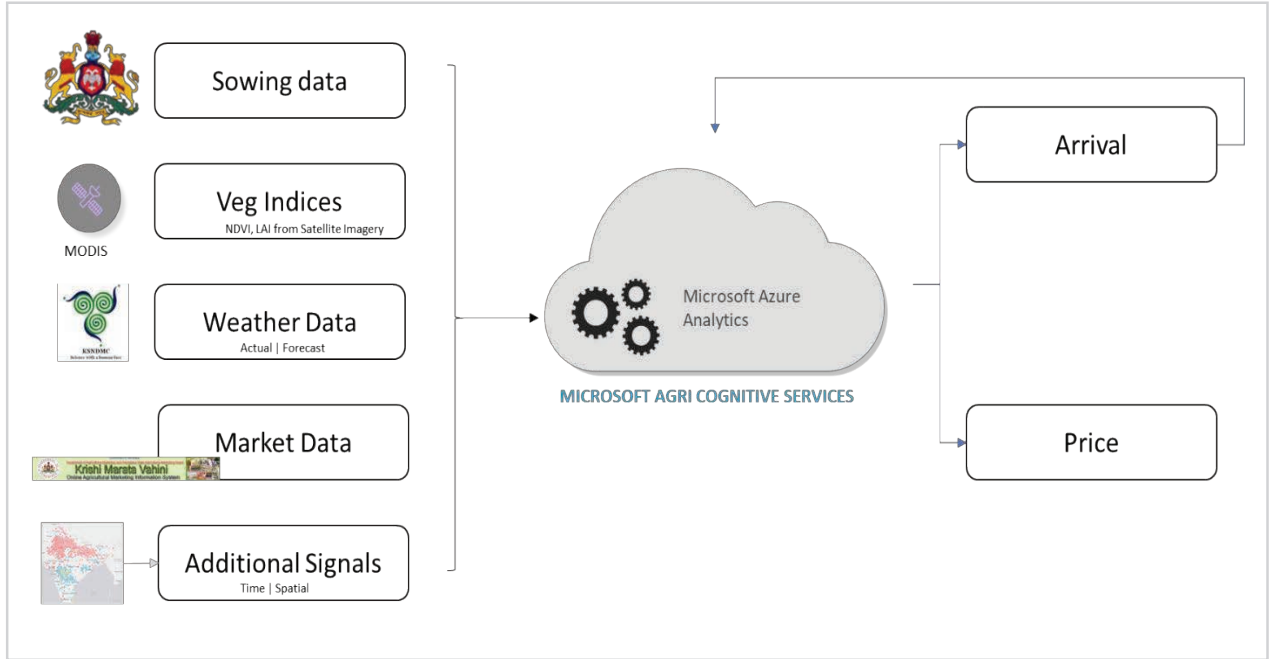 Sowing data
Veg Indices
NDVI, LAI from Satellite Imagery
MODIS
Weather Data
Actual | Forecast
KSNDMC
Market Data
Krishi Marata Vahini
Online Agricultural Marketing Information System
Additional Signals
Time | Spatial
Microsoft Azure
Analytics
MICROSOFT AGRI COGNITIVE SERVICES
Arrival
Price